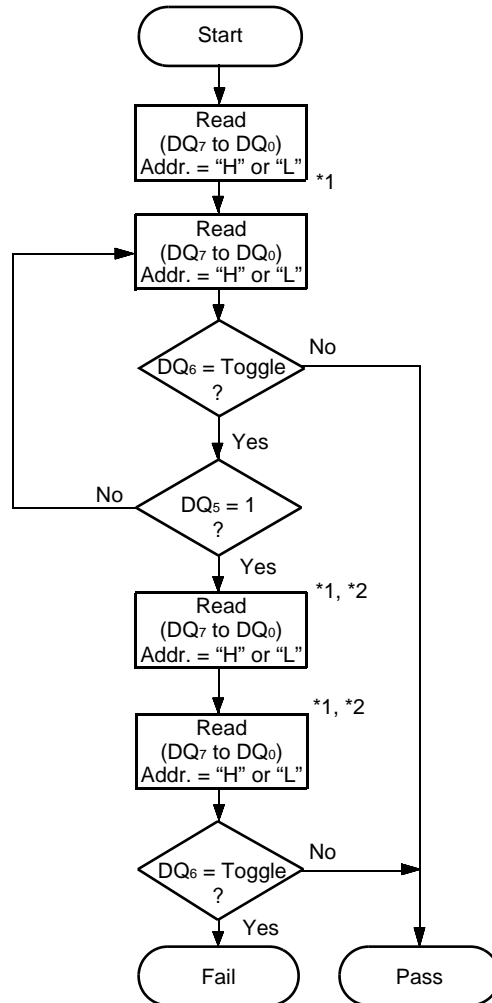 Start
Read
(DQ7 to DQ0)
Addr. = “H” or “L”
*1
Read
(DQ7 to DQ0)
Addr. = “H” or “L”
DQ6 = Toggle
?
No
Yes
DQ5 = 1
?
No
Yes
*1, *2
Read
(DQ7 to DQ0)
Addr. = “H” or “L”
*1, *2
Read
(DQ7 to DQ0)
Addr. = “H” or “L”
DQ6 = Toggle
?
No
Yes
Fail
Pass